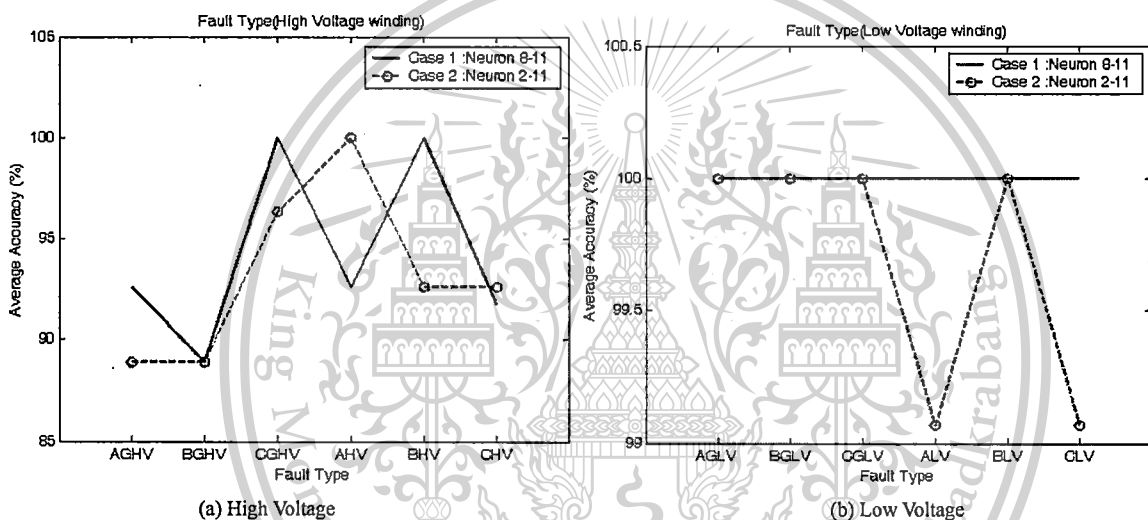 Fault Type(High Voltage winding)
106
100
95
90
85
Average Accuracy (%)
Case 1 :Neuron 8-11
Case 2 :Neuron 2-11
AGHV BGHV CGHV AHV BHV CHV
Fault Type
(a) High Voltage
Fault Type(Low Voltage winding)
100.5
100
99.5
99
Average Accuracy (%)
Case 1 :Neuron 8-11
Case 2 :Neuron 2-11
AGLV BGLV CGLV ALV BLV CLV
Fault Type
(b) Low Voltage
King M
adkrabang